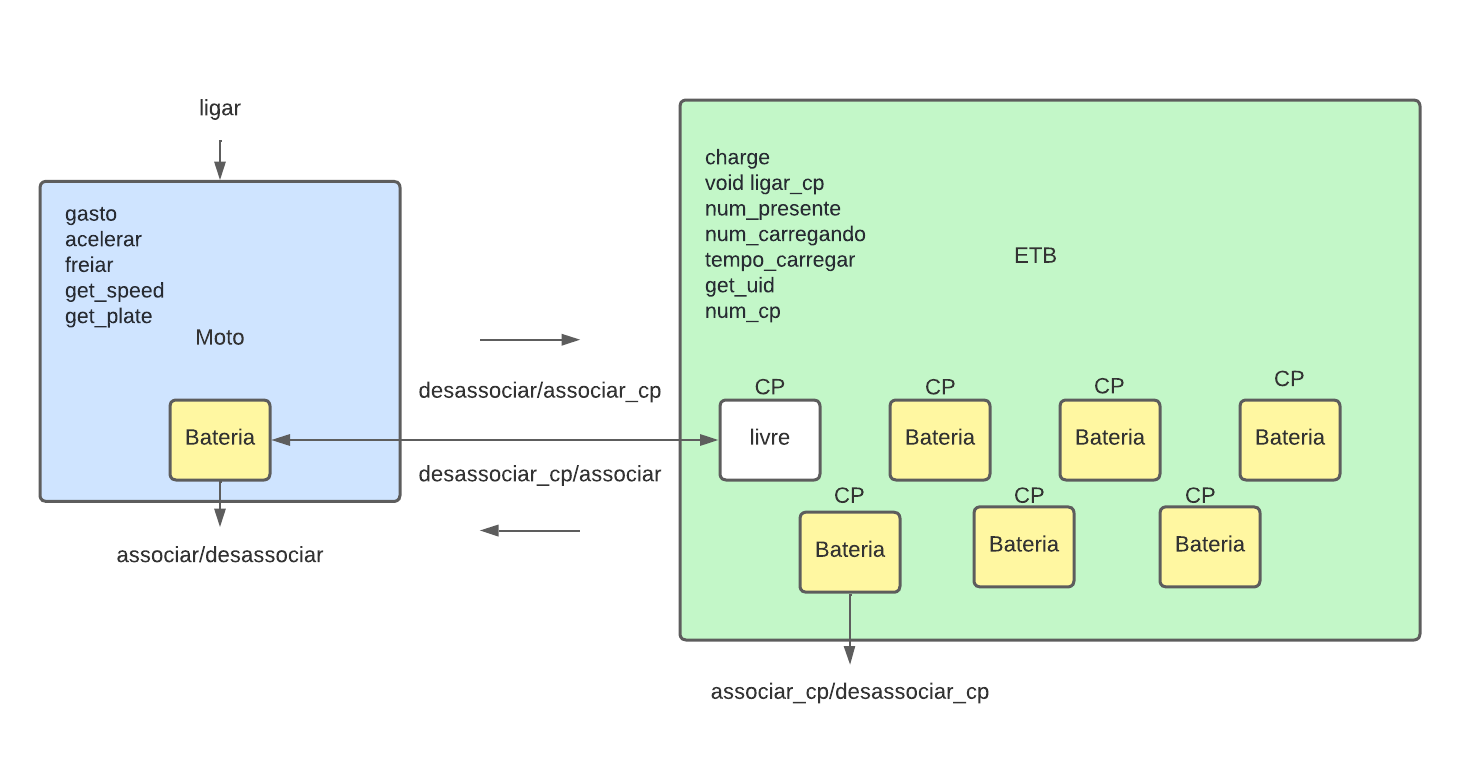 ligar
gasto
acelerar
freiar
get_speed
get_plate
Moto
Bateria
associar/desassociar
desassociar/associar_cp
desassociar_cp/associar
charge
void ligar_cp
num_presente
num_carregando
tempo_carregar
get_uid
num_cp
ETB
CP
CP
CP
CP
livre
Bateria
Bateria
Bateria
CP
CP
CP
Bateria
Bateria
Bateria
associar_cp/desassociar_cp